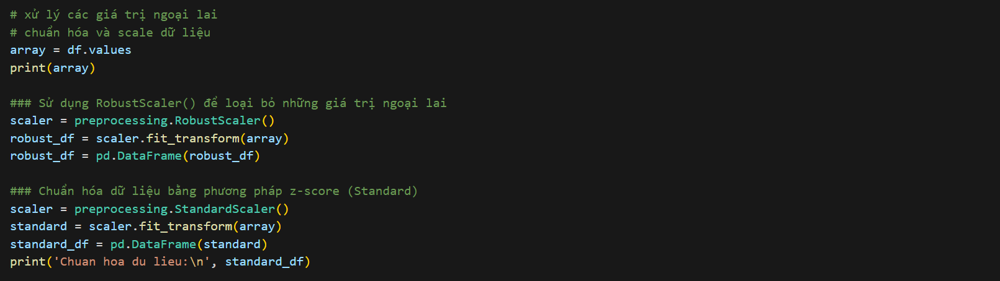 # xử lý các giá trị ngoại lai
# chuẩn hóa và scale dữ liệu
array = df.values
print(array)
### Sử dụng RobustScaler() để loại bỏ những giá trị ngoại lai
scaler = preprocessing.RobustScaler()
robust_df = scaler.fit_transform(array)
robust_df = pd.DataFrame(robust_df)
### Chuẩn hóa dữ liệu bằng phương pháp z-score (Standard)
scaler = preprocessing.StandardScaler()
standard = scaler.fit_transform(array)
standard_df = pd.DataFrame(standard)
print('Chuan hoa du lieu:\n', standard_df)